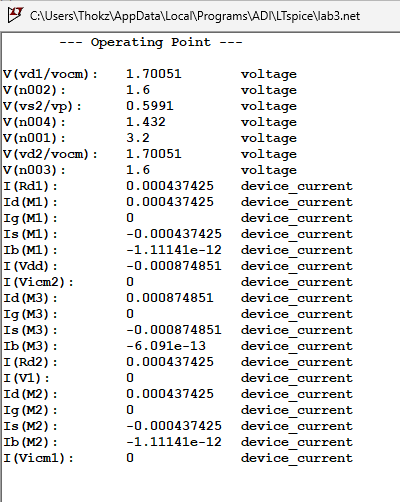 C:\Users\Thokz\AppData\Local\Programs\ADI\LTspice\lab3.net
--- Operating Point ---
V(vd1/vocm): 1.70051 voltage
V(n002): 1.6 voltage
V(vs2/vp): 0.5991 voltage
V(n004): 1.432 voltage
V(n001): 3.2 voltage
V(vd2/vocm): 1.70051 voltage
V(n003): 1.6 voltage
I(Rd1): 0.000437425 device_current
Id(M1): 0.000437425 device_current
Ig(M1): 0 device_current
Is(M1): -0.000437425 device_current
Ib(M1): -1.11141e-12 device_current
I(Vdd): -0.000874851 device_current
I(Vicm2): 0 device_current
Id(M3): 0.000874851 device_current
Ig(M3): 0 device_current
Is(M3): -0.000874851 device_current
Ib(M3): -6.091e-13 device_current
I(Rd2): 0.000437425 device_current
I(V1): 0 device_current
Id(M2): 0.000437425 device_current
Ig(M2): 0 device_current
Is(M2): -0.000437425 device_current
Ib(M2): -1.11141e-12 device_current
I(Vicm1): 0 device_current